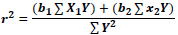 r² = (b₁ ∑ X₁Y) + (b₂ ∑ x₂Y) / ∑ Y²